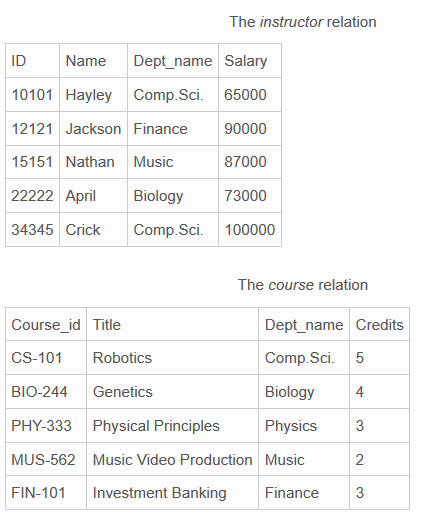 The instructor relation
ID Name Dept_name Salary
10101 Hayley Comp.Sci. 65000
12121 Jackson Finance 90000
15151 Nathan Music 87000
22222 April Biology 73000
34345 Crick Comp.Sci. 100000
The course relation
Course_id Title Dept_name Credits
CS-101 Robotics Comp.Sci. 5
BIO-244 Genetics Biology 4
PHY-333 Physical Principles Physics 3
MUS-562 Music Video Production Music 2
FIN-101 Investment Banking Finance 3